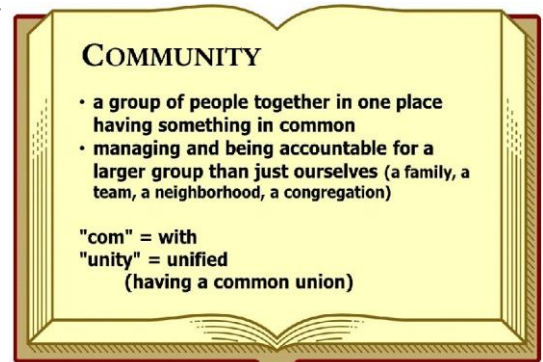 COMMUNITY
• a group of people together in one place
having something in common
• managing and being accountable for a
larger group than just ourselves (a family, a
team, a neighborhood, a congregation)
"com" = with
"unity" = unified
(having a common union)